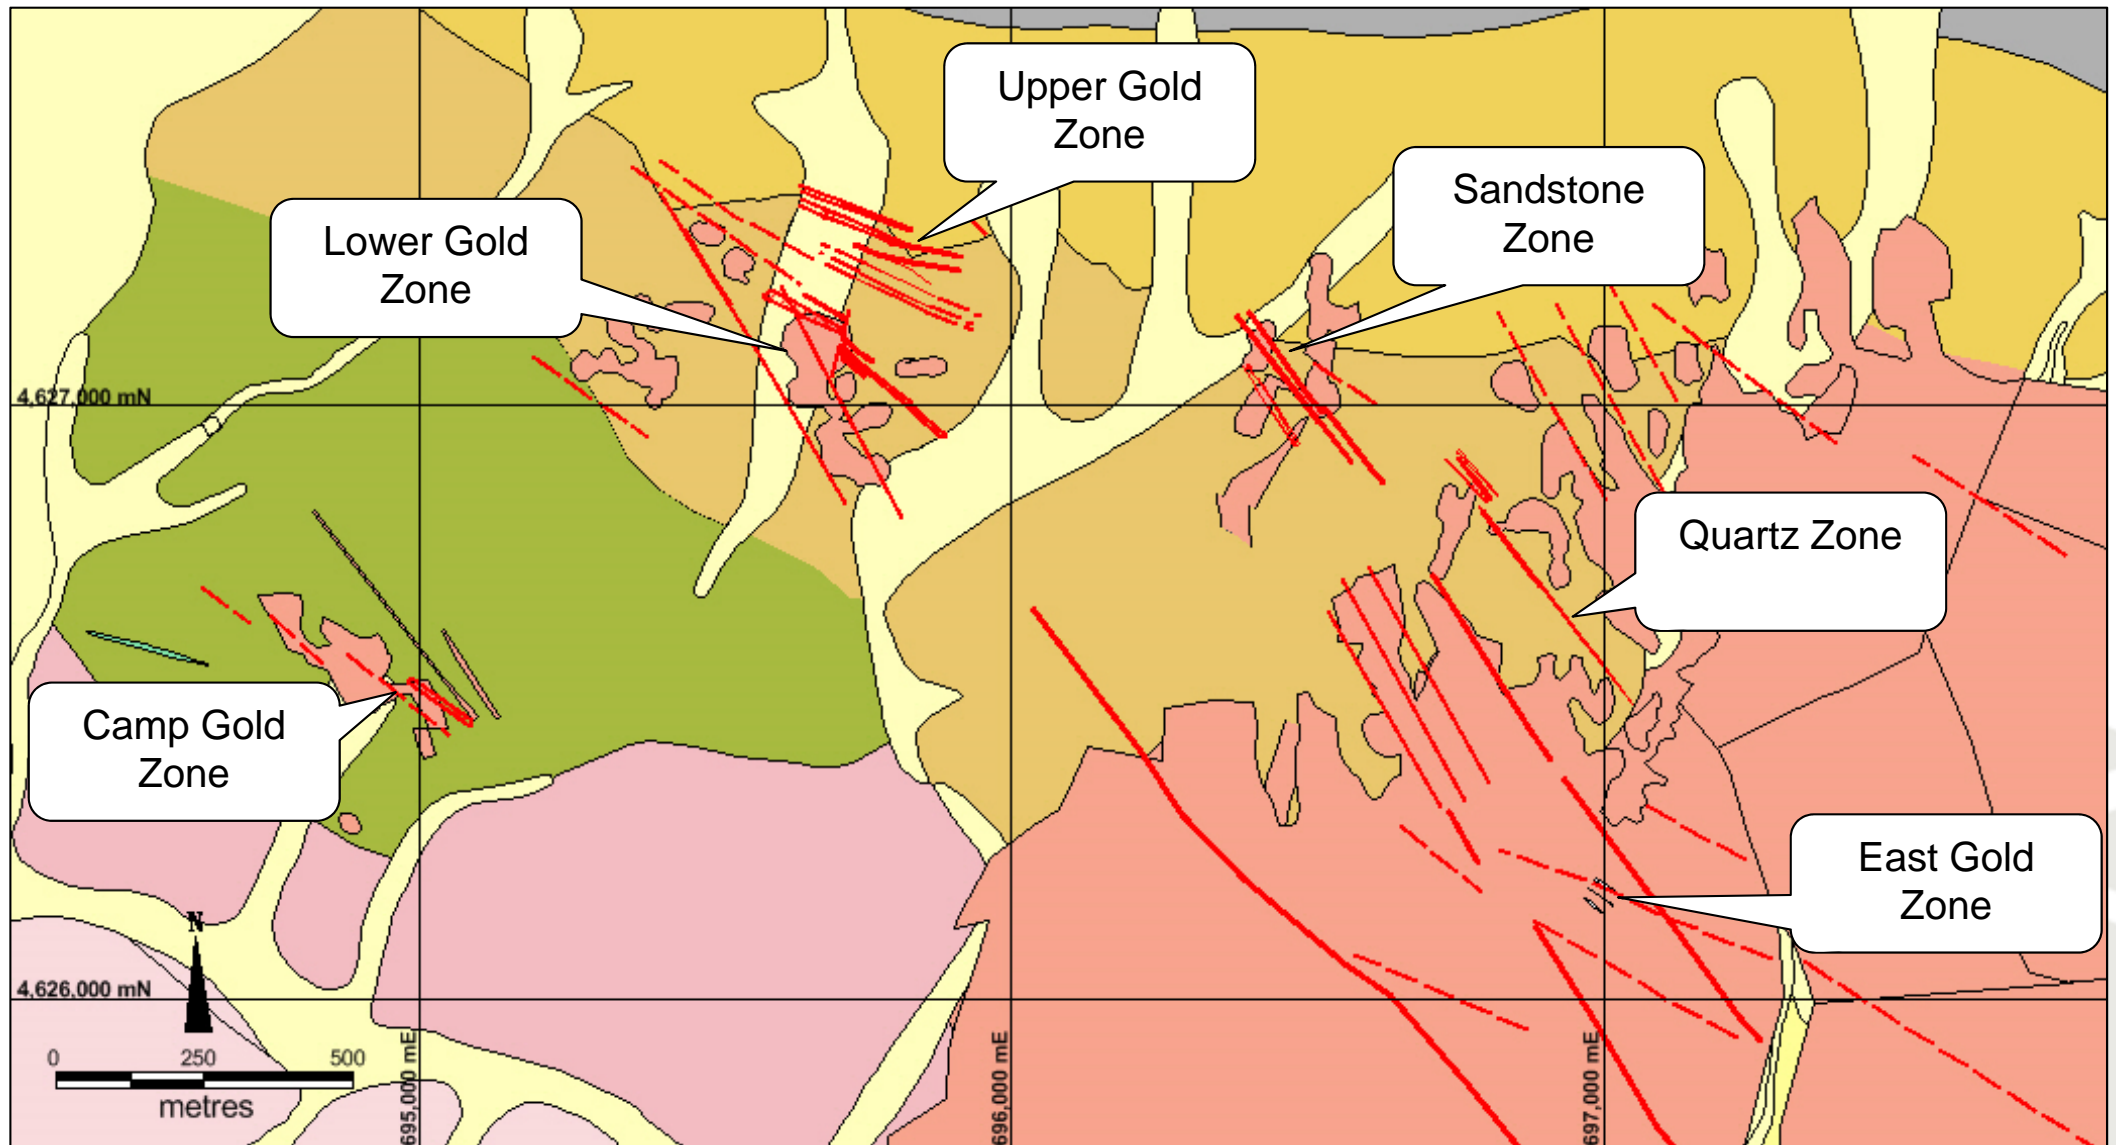 Upper Gold
Zone
Sandstone
Zone
Lower Gold
Zone
4,627,000 mN
Quartz Zone
Camp Gold
Zone
East Gold
Zone
N
4,626,000 mN
0 250 500
metres
695,000 mE
696,000 mE
697,000 mE